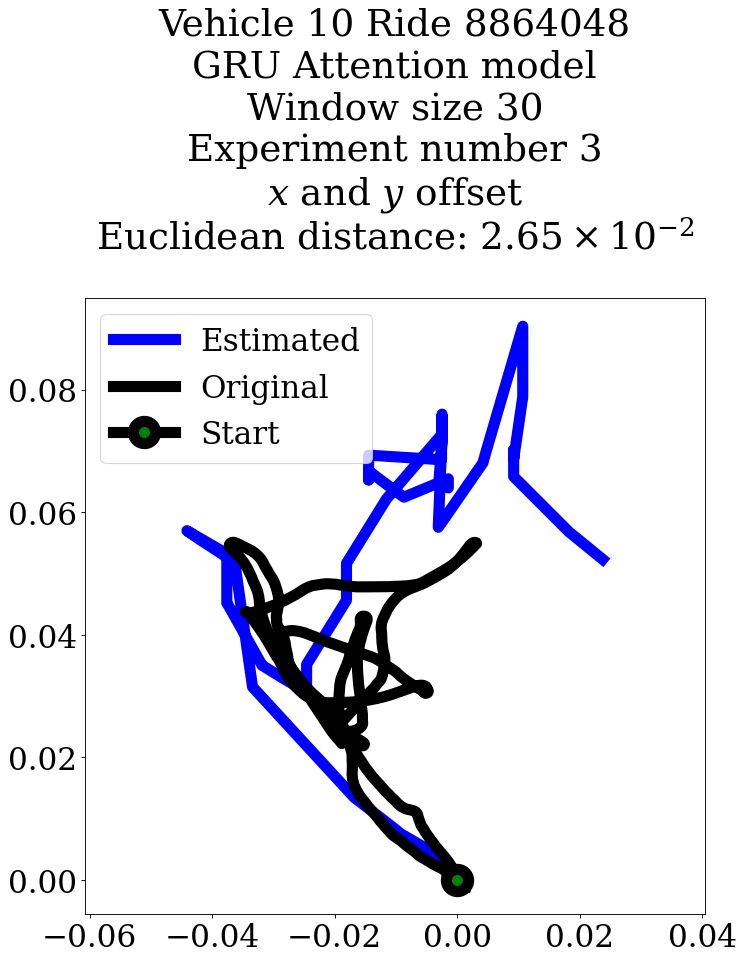 Vehicle 10 Ride 8864048
GRU Attention model
Window size 30
Experiment number 3
x and y offset
Euclidean distance: 2.65 × 10⁻²
Estimated
Original
Start
0.08
0.06
0.04
0.02
0.00
−0.06 −0.04 −0.02 0.00 0.02 0.04